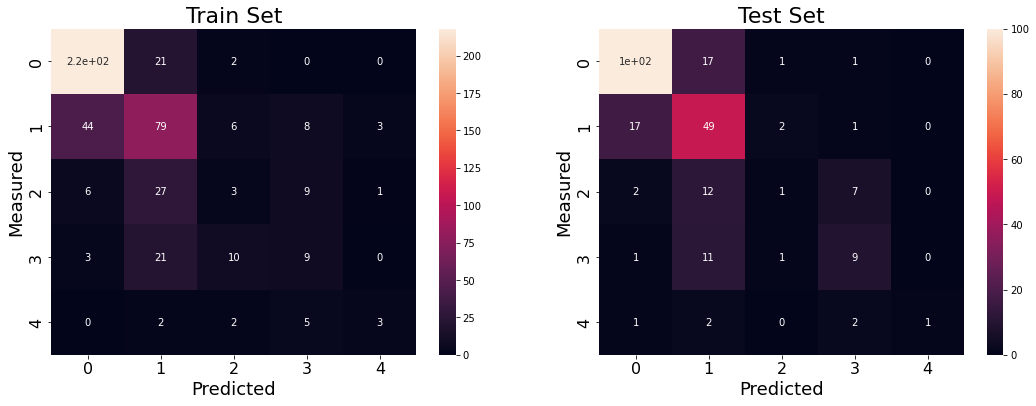 Train Set
0 2.2e+02 21 2 0 0
1 44 79 6 8 3
2 6 27 3 9 1
3 3 21 10 9 0
4 0 2 2 5 3
0 1 2 3 4
Predicted
Measured
200
175
150
125
100
75
50
25
0
Test Set
0 1e+02 17 1 1 0
1 17 49 2 1 0
2 2 12 1 7 0
3 1 11 1 9 0
4 1 2 0 2 1
0 1 2 3 4
Predicted
Measured
100
80
60
40
20
0